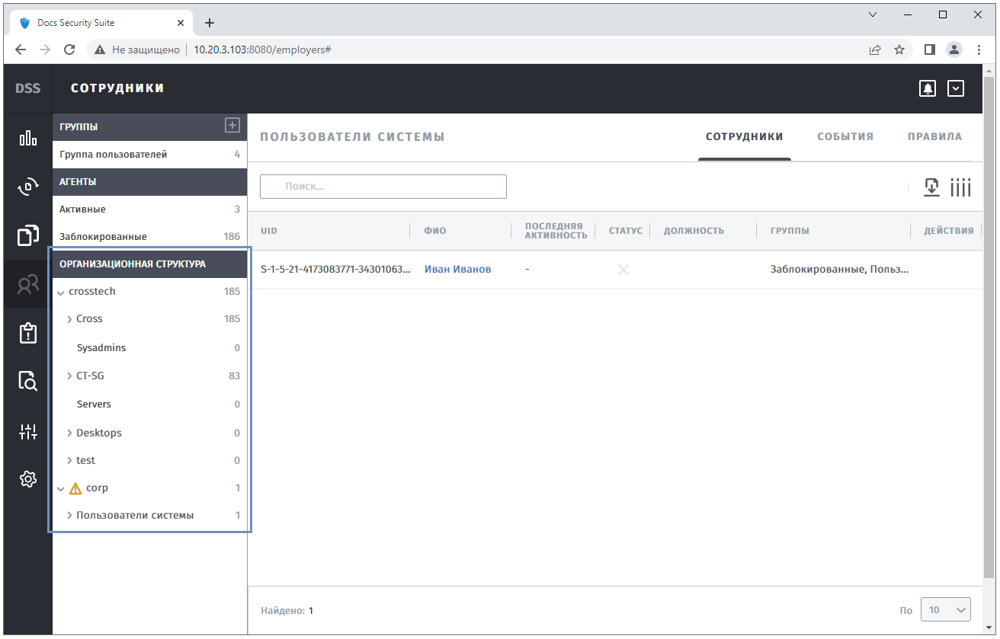 Docs Security Suite
Не защищено 10.20.3.103:8080/employers#
DSS СОТРУДНИКИ
ГРУППЫ
Группа пользователей 4
АГЕНТЫ
Активные 3
Заблокированные 186
ОРГАНИЗАЦИОННАЯ СТРУКТУРА
crosstech 185
Cross 185
Sysadmins 0
CT-SG 83
Servers 0
Desktops 0
test 0
corp 1
Пользователи системы 1
ПОЛЬЗОВАТЕЛИ СИСТЕМЫ
СОТРУДНИКИ СОБЫТИЯ ПРАВИЛА
Поиск...
UID ФИО ПОСЛЕДНЯЯ АКТИВНОСТЬ СТАТУС ДОЛЖНОСТЬ ГРУППЫ ДЕЙСТВИЯ
S-1-5-21-4173083771-34301063... Иван Иванов - Заблокированные, Польз...
Найдено: 1
По 10